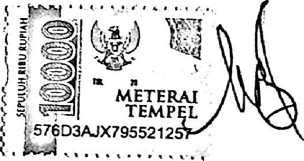 SEPULUH RIBU RUPIAH
10000
METERAI
TEMPEL
576D3AJX795521257